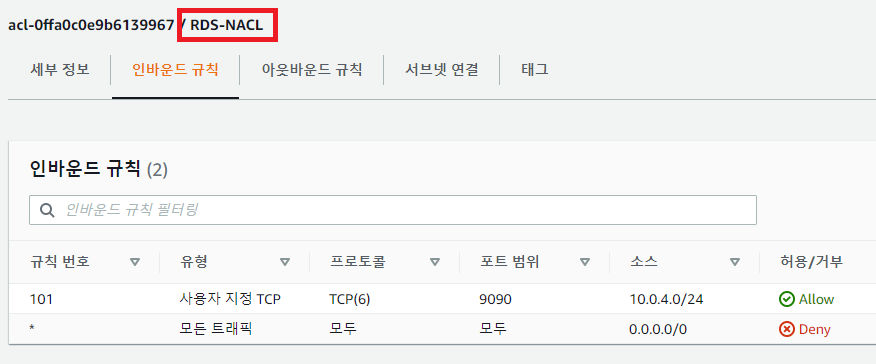 acl-0ffa0c0e9b6139967 / RDS-NACL
세부 정보 인바운드 규칙 아웃바운드 규칙 서브넷 연결 태그
인바운드 규칙 (2)
인바운드 규칙 필터링
규칙 번호 유형 프로토콜 포트 범위 소스 허용/거부
101 사용자 지정 TCP TCP(6) 9090 10.0.4.0/24 Allow
* 모든 트래픽 모두 모두 0.0.0.0/0 Deny